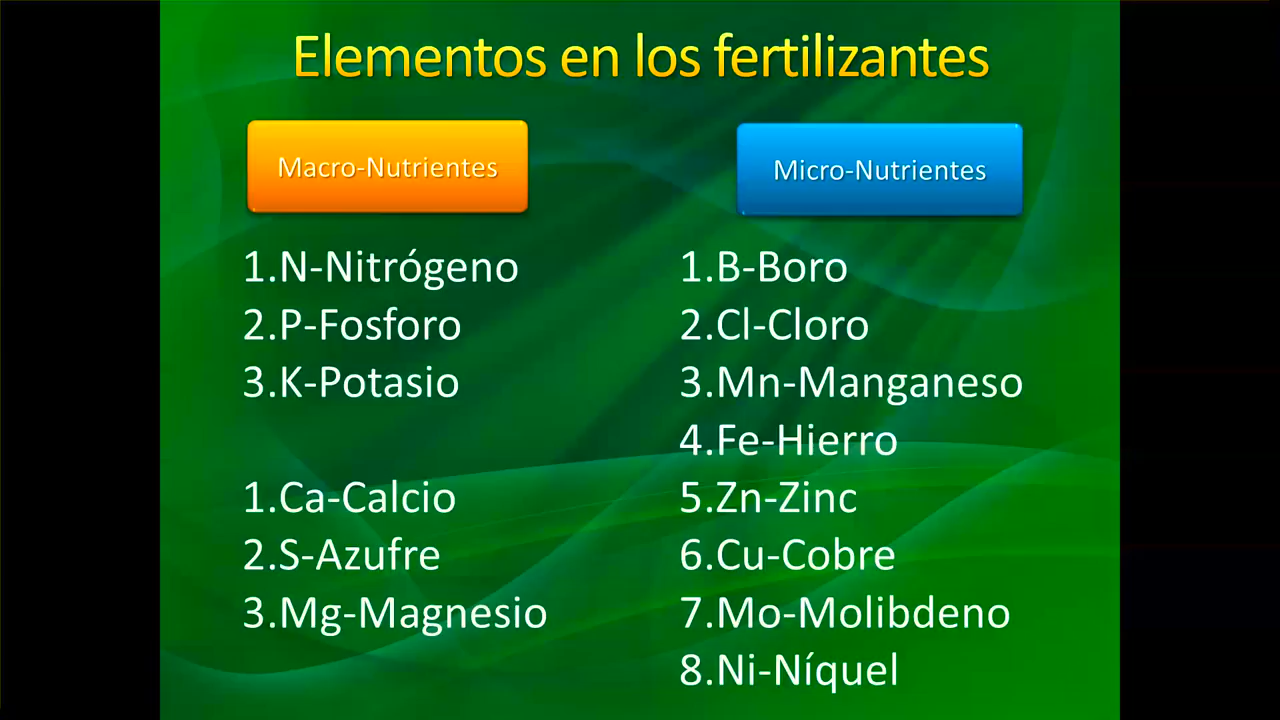 Elementos en los fertilizantes
Macro-Nutrientes
1.N-Nitrógeno
2.P-Fosforo
3.K-Potasio
1.Ca-Calcio
2.S-Azufre
3.Mg-Magnesio
Micro-Nutrientes
1.B-Boro
2.Cl-Cloro
3.Mn-Manganeso
4.Fe-Hierro
5.Zn-Zinc
6.Cu-Cobre
7.Mo-Molibdeno
8.Ni-Níquel